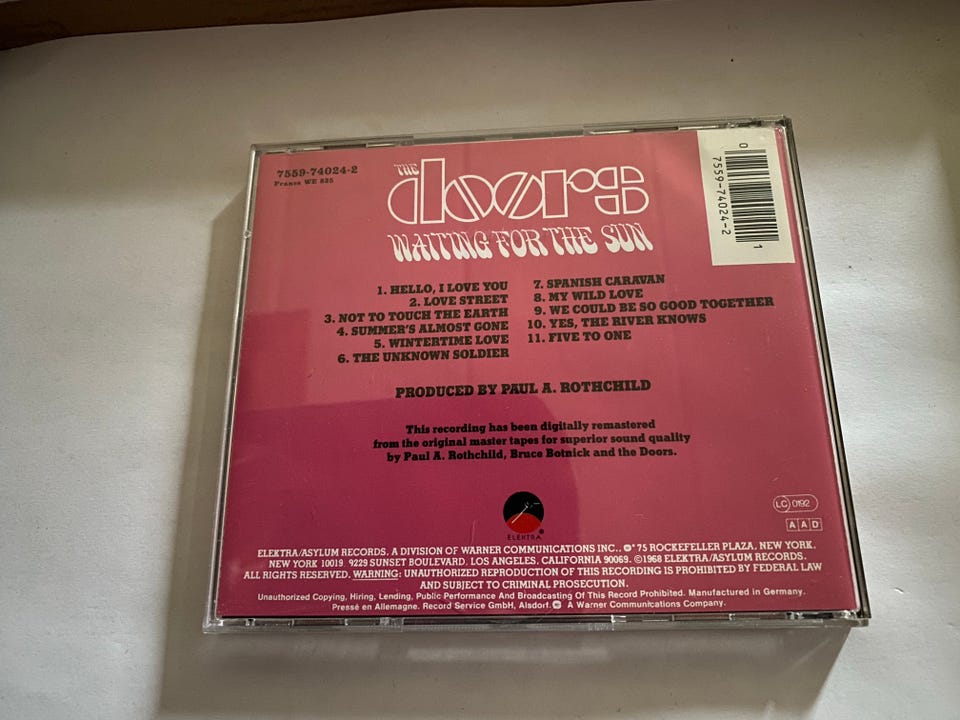 7559-74024-2
France WE 835
THE
doors
WAITING FOR THE SUN
0
7559-74024-2
1
1. HELLO, I LOVE YOU
2. LOVE STREET
3. NOT TO TOUCH THE EARTH
4. SUMMER'S ALMOST GONE
5. WINTERTIME LOVE
6. THE UNKNOWN SOLDIER
7. SPANISH CARAVAN
8. MY WILD LOVE
9. WE COULD BE SO GOOD TOGETHER
10. YES, THE RIVER KNOWS
11. FIVE TO ONE
PRODUCED BY PAUL A. ROTHCHILD
This recording has been digitally remastered
from the original master tapes for superior sound quality
by Paul A. Rothchild, Bruce Botnick and the Doors.
ELEKTRA
LC 0192
A A D
ELEKTRA/ASYLUM RECORDS, A DIVISION OF WARNER COMMUNICATIONS INC., 75 ROCKEFELLER PLAZA, NEW YORK,
NEW YORK 10019 9229 SUNSET BOULEVARD, LOS ANGELES, CALIFORNIA 90069. ©1968 ELEKTRA/ASYLUM RECORDS.
ALL RIGHTS RESERVED. WARNING: UNAUTHORIZED REPRODUCTION OF THIS RECORDING IS PROHIBITED BY FEDERAL LAW
AND SUBJECT TO CRIMINAL PROSECUTION.
Unauthorized Copying, Hiring, Lending, Public Performance And Broadcasting Of This Record Prohibited. Manufactured in Germany.
Pressé en Allemagne. Record Service GmbH, Alsdorf. A Warner Communications Company.